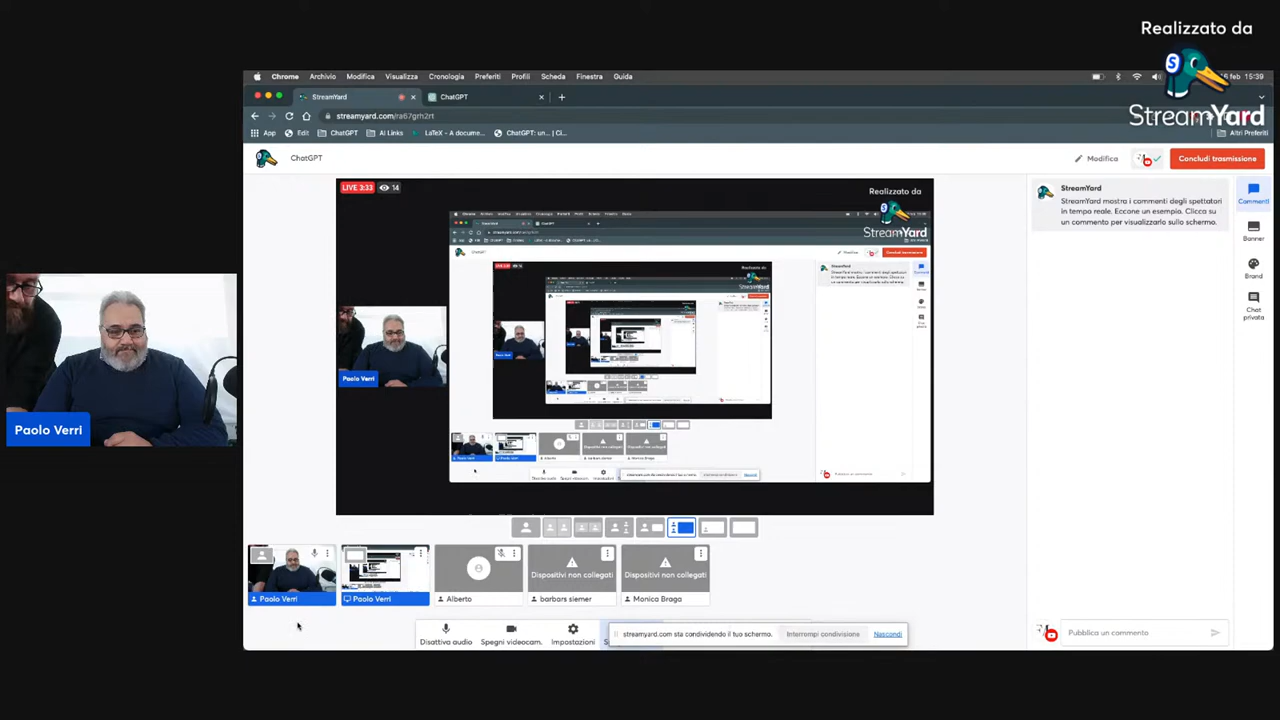 Realizzato da
StreamYard
Chrome Archivio Modifica Visualizza Cronologia Preferiti Profili Scheda Finestra Guida
feb 15:39
StreamYard
ChatGPT
streamyard.com/ra67grh2rt
App
Edit
ChatGPT
AI Links
LaTeX – A docume...
ChatGPT: un... | Cl...
Altri Preferiti
ChatGPT
Modifica
Concludi trasmissione
LIVE 3:33
14
Realizzato da
StreamYard
StreamYard
StreamYard mostra i commenti degli spettatori
in tempo reale. Eccone un esempio. Clicca su
un commento per visualizzarlo sullo schermo.
Commenti
Banner
Brand
Chat
privata
Paolo Verri
Paolo Verri
Paolo Verri
Paolo Verri
Alberto
Dispositivi non collegati
barbars siemer
Dispositivi non collegati
Monica Braga
Disattiva audio
Spegni videocam.
Impostazioni
streamyard.com sta condividendo il tuo schermo.
Interrompi condivisione
Nascondi
Pubblica un commento